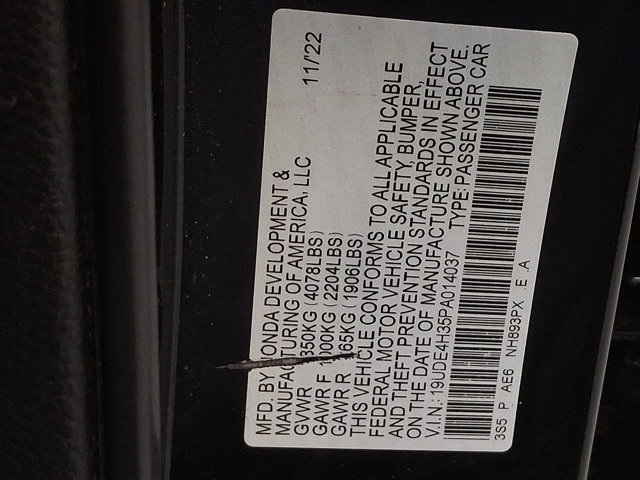 MFD. BY HONDA DEVELOPMENT &
MANUFACTURING OF AMERICA, LLC 11/'22
GVWR 350KG (4078LBS)
GAWR F 000KG (2204LBS)
GAWR R 65KG (1906LBS)
THIS VEHICLE CONFORMS TO ALL APPLICABLE
FEDERAL MOTOR VEHICLE SAFETY, BUMPER,
AND THEFT PREVENTION STANDARDS IN EFFECT
ON THE DATE OF MANUFACTURE SHOWN ABOVE.
V.I.N.: 19UDE4H35PA014037 TYPE: PASSENGER CAR
3S5 P AE6 NH893PX E A